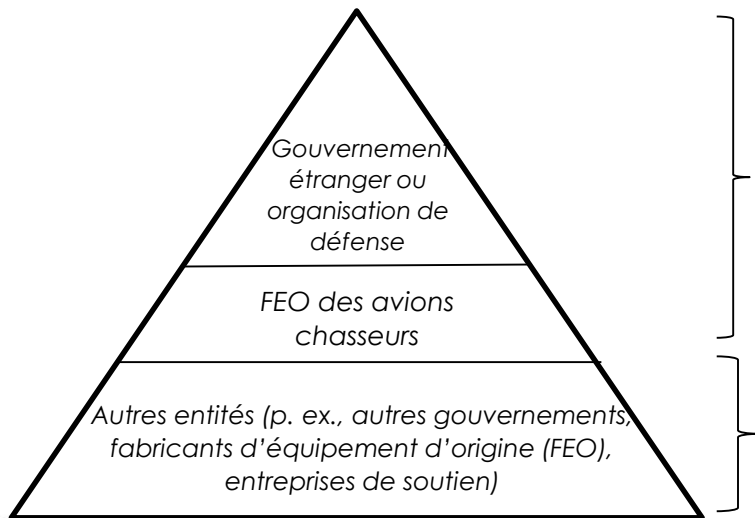 Gouvernement
étranger ou
organisation de
défense
FEO des avions
chasseurs
Autres entités (p. ex., autres gouvernements,
fabricants d’équipement d’origine (FEO),
entreprises de soutien)